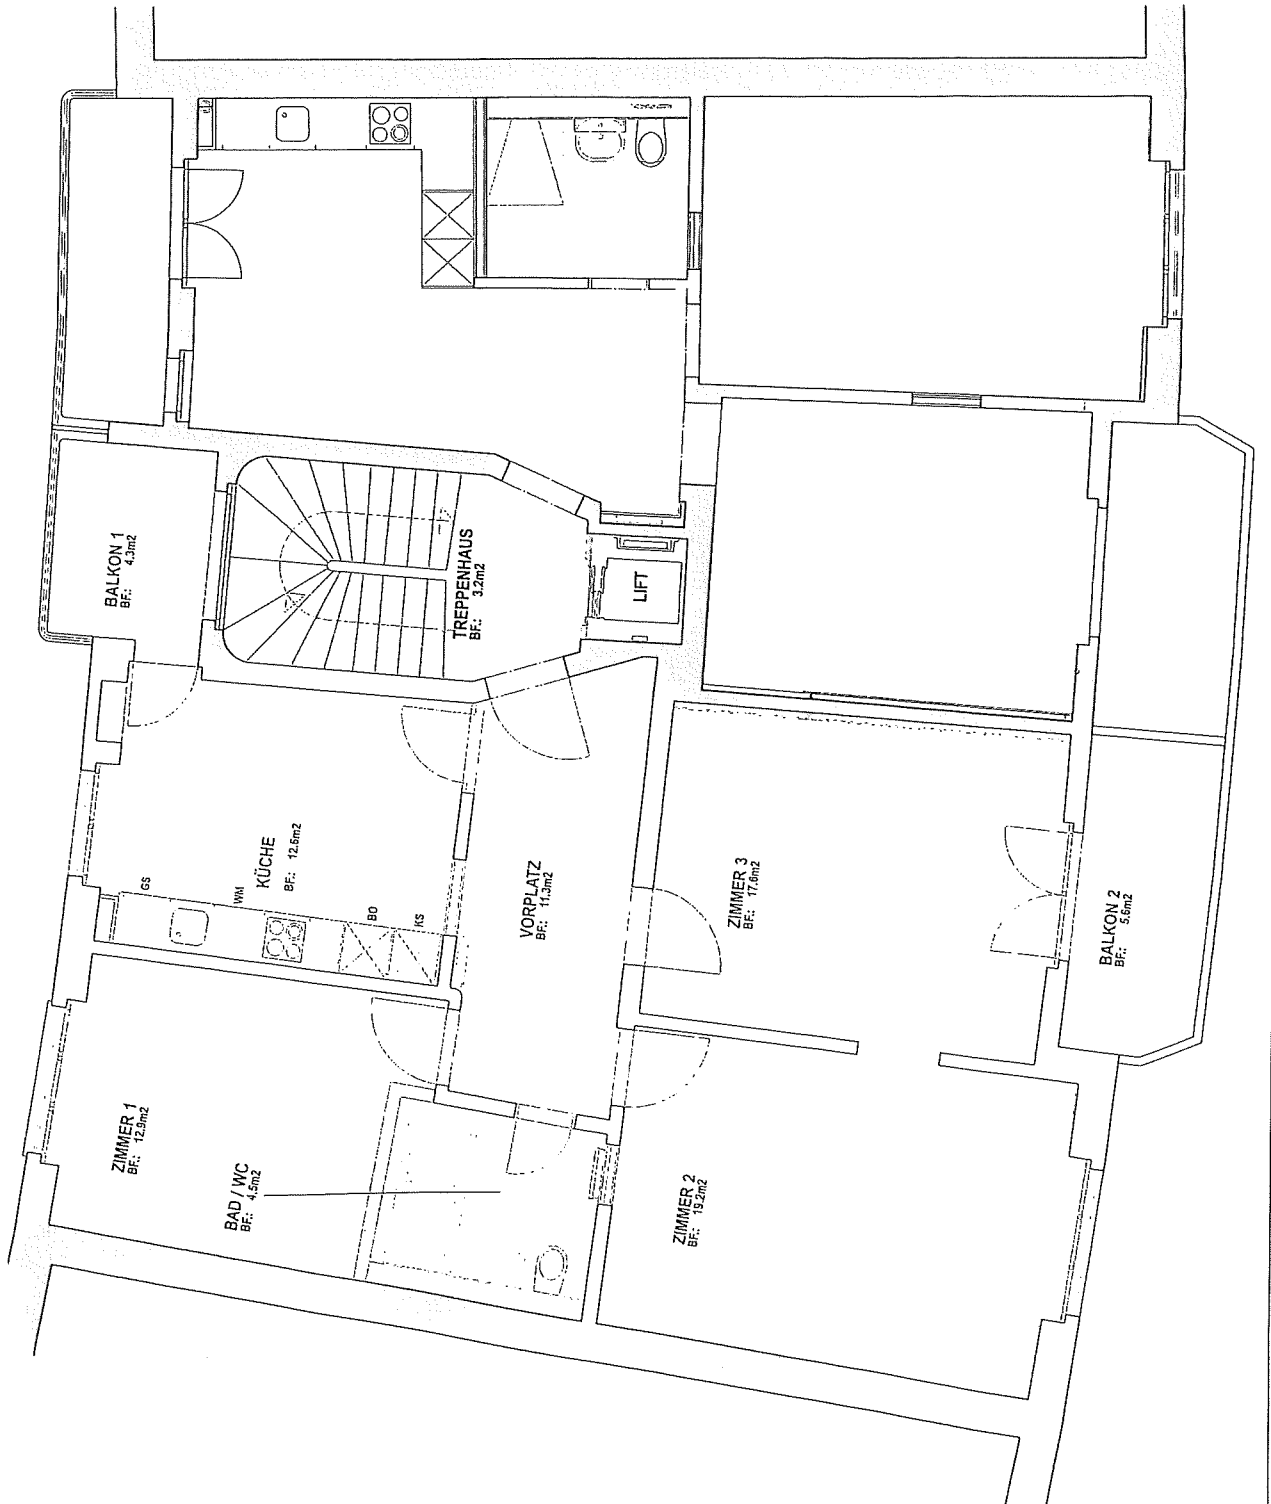 BALKON 1
BF.: 4.3m2
TREPPENHAUS
BF.: 3.2m2
LIFT
GS
WM
KÜCHE
BF.: 12.6m2
BO
KS
VORPLATZ
BF.: 11.3m2
ZIMMER 3
BF.: 17.6m2
BALKON 2
BF.: 5.6m2
ZIMMER 1
BF.: 12.9m2
BAD / WC
BF.: 4.5m2
ZIMMER 2
BF.: 19.2m2